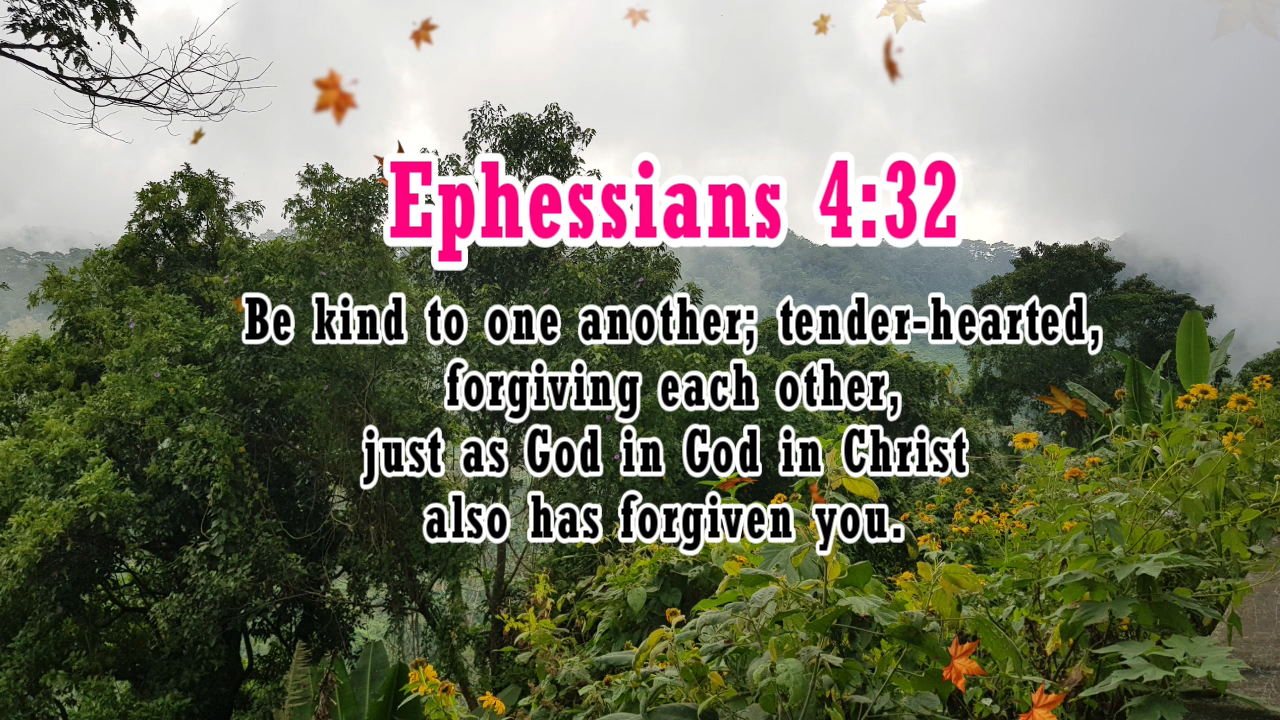 Ephessians 4:32
Be kind to one another; tender-hearted,
forgiving each other,
just as God in God in Christ
also has forgiven you.